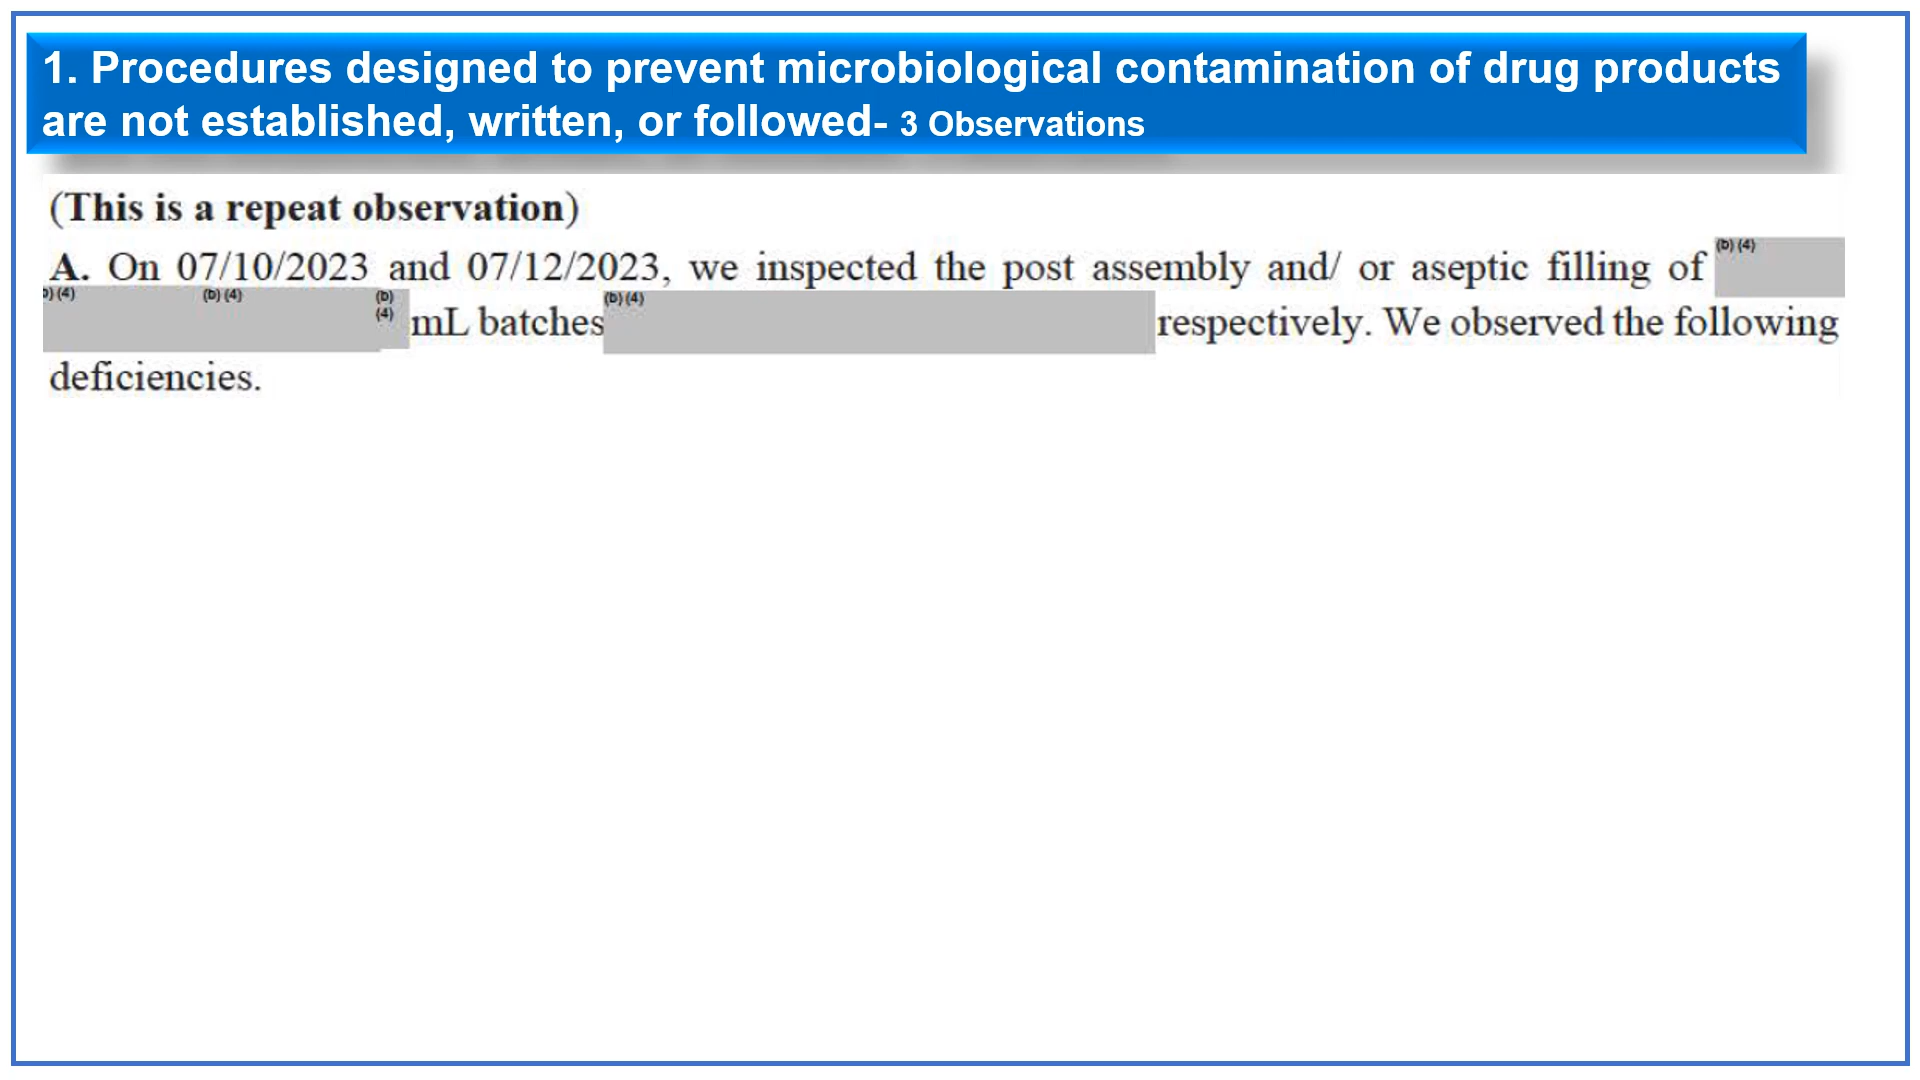 1. Procedures designed to prevent microbiological contamination of drug products
are not established, written, or followed- 3 Observations
(This is a repeat observation)
A. On 07/10/2023 and 07/12/2023, we inspected the post assembly and/ or aseptic filling of (b) (4)
b) (4) (b) (4) (b) (4) mL batches (b) (4) respectively. We observed the following
deficiencies.